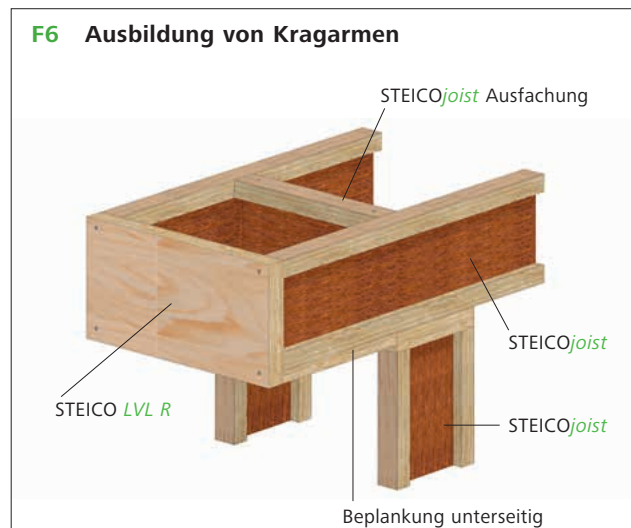 F6 Ausbildung von Kragarmen
STEICOjoist Ausfachung
STEICOjoist
STEICO LVL R
STEICOjoist
Beplankung unterseitig